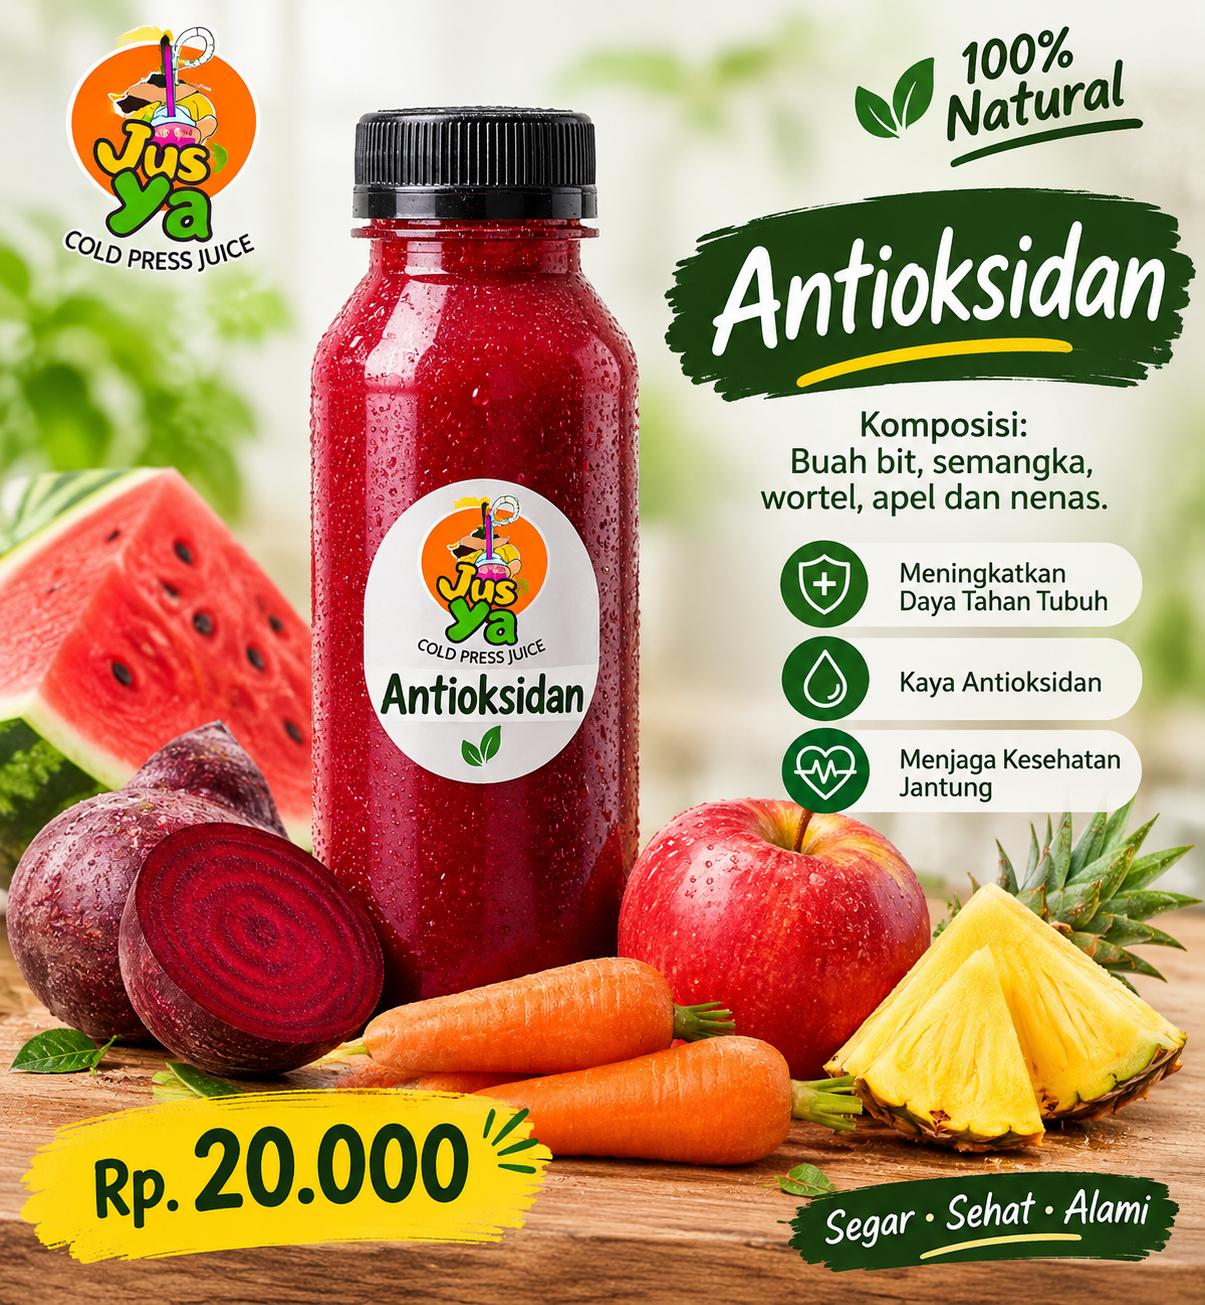 Jus
Ya
COLD PRESS JUICE
100%
Natural
Antioksidan
Komposisi:
Buah bit, semangka,
wortel, apel dan nenas.
Meningkatkan
Daya Tahan Tubuh
Kaya Antioksidan
Menjaga Kesehatan
Jantung
Jus
Ya
COLD PRESS JUICE
Antioksidan
Rp. 20.000
Segar · Sehat · Alami